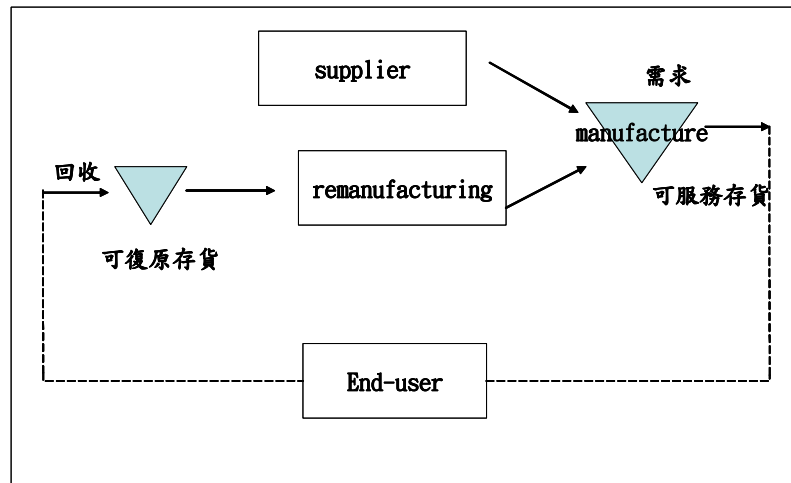 supplier
需求
manufacture
回收
remanufacturing
可服務存貨
可復原存貨
End-user